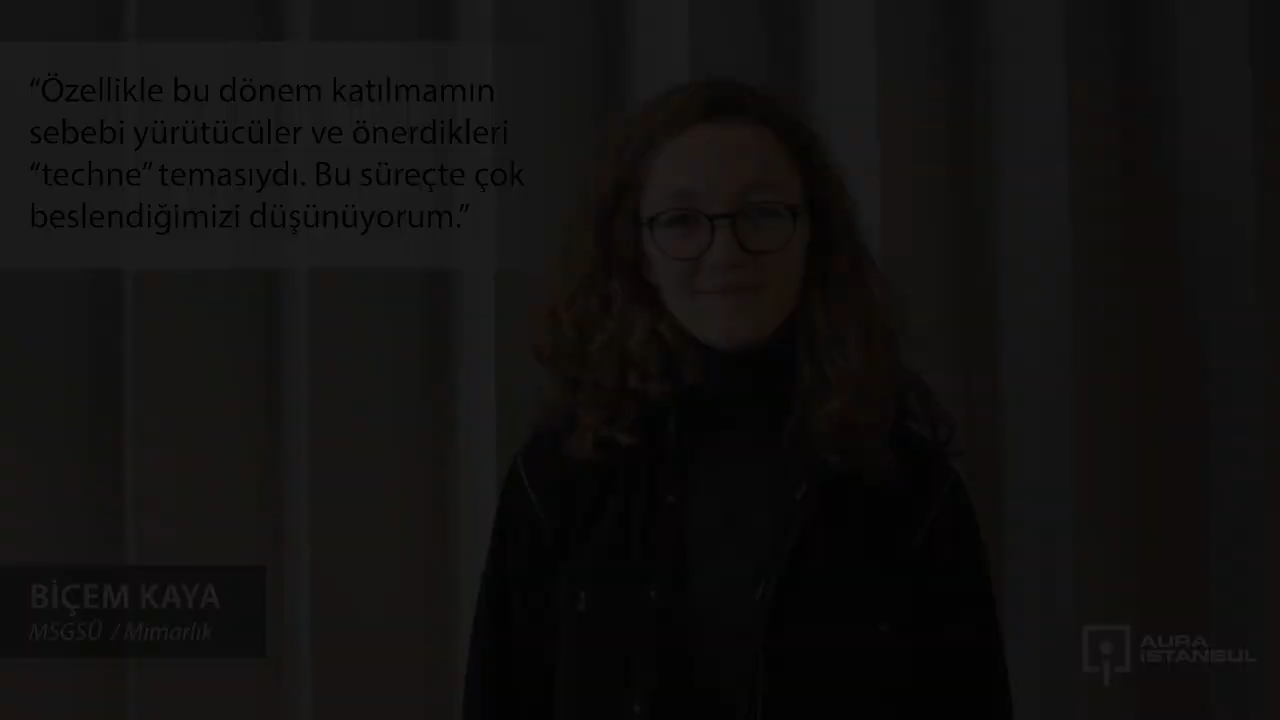 “Özellikle bu dönem katılmamın
sebebi yürütücüler ve önerdikleri
“techne” temasıydı. Bu süreçte çok
beslendiğimizi düşünüyorum.”
BİÇEM KAYA
MSGSÜ / Mimarlık
AURA
İSTANBUL